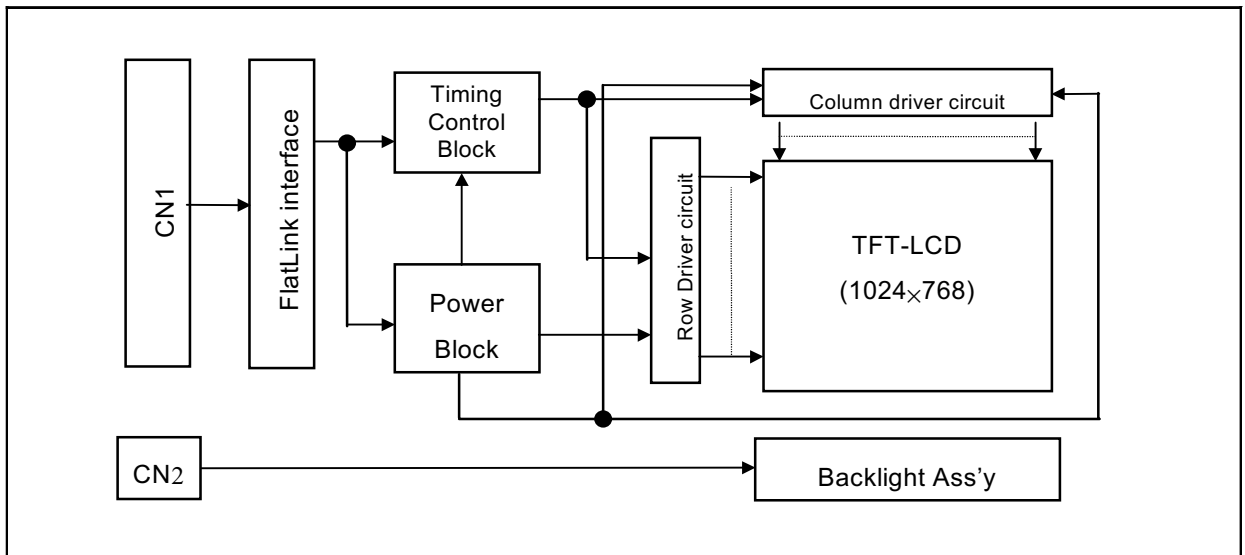 CN1
FlatLink interface
Timing
Control
Block
Power
Block
Row Driver circuit
Column driver circuit
TFT-LCD
(1024×768)
CN2
Backlight Ass’y